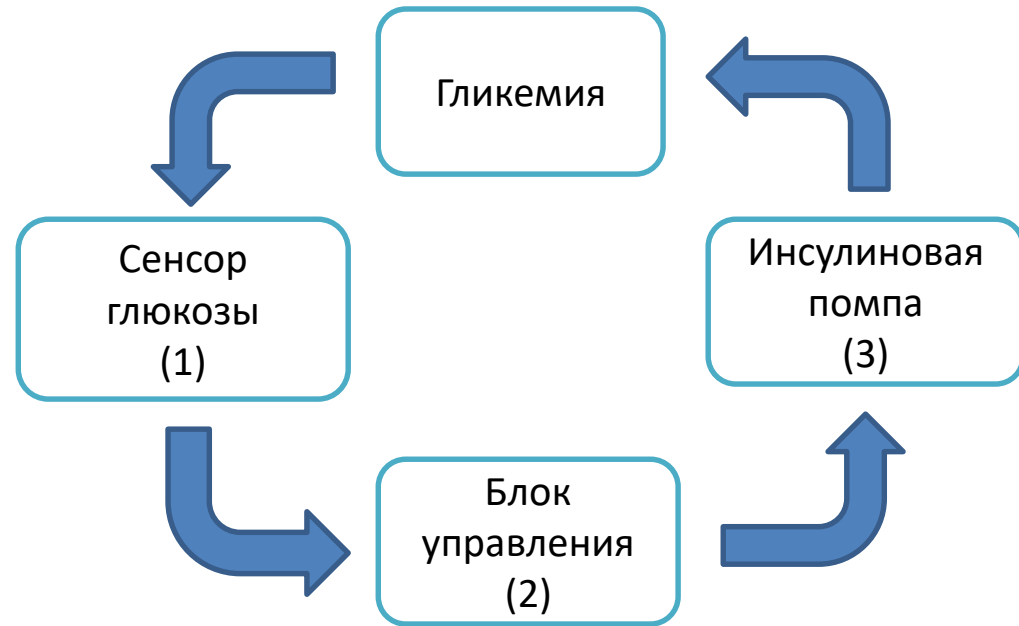 Гликемия
Сенсор
глюкозы
(1)
Инсулиновая
помпа
(3)
Блок
управления
(2)